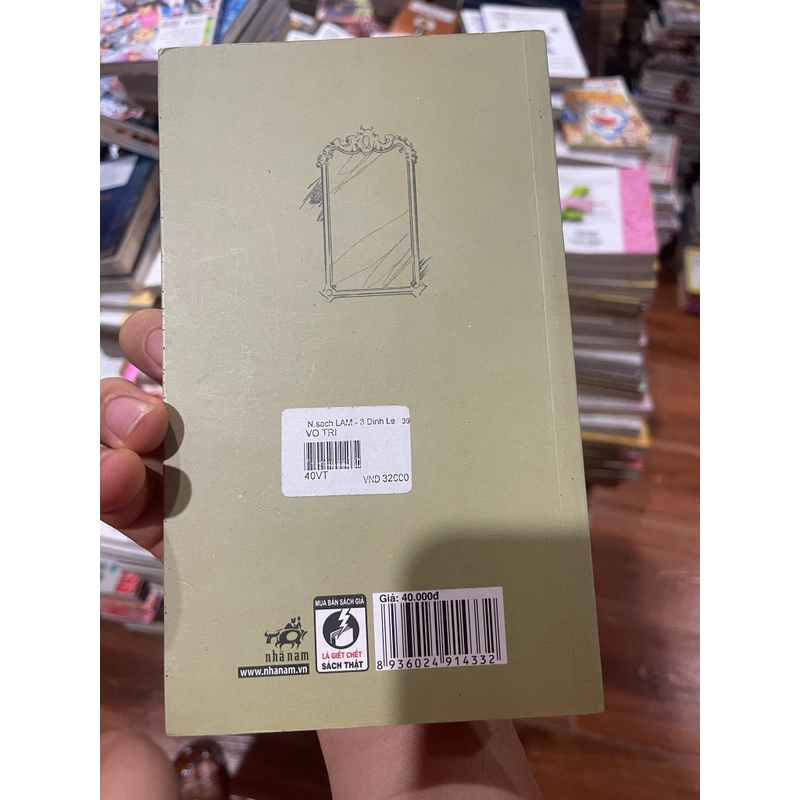 N.sach LAM - 3 Dinh Le 39
VO TRI
40VT
VND 32000
nhã nam
www.nhanam.vn
MUA BÁN SÁCH GIẢ
LÀ GIẾT CHẾT
SÁCH THẬT
Giá: 40.000đ
8 936024 914332